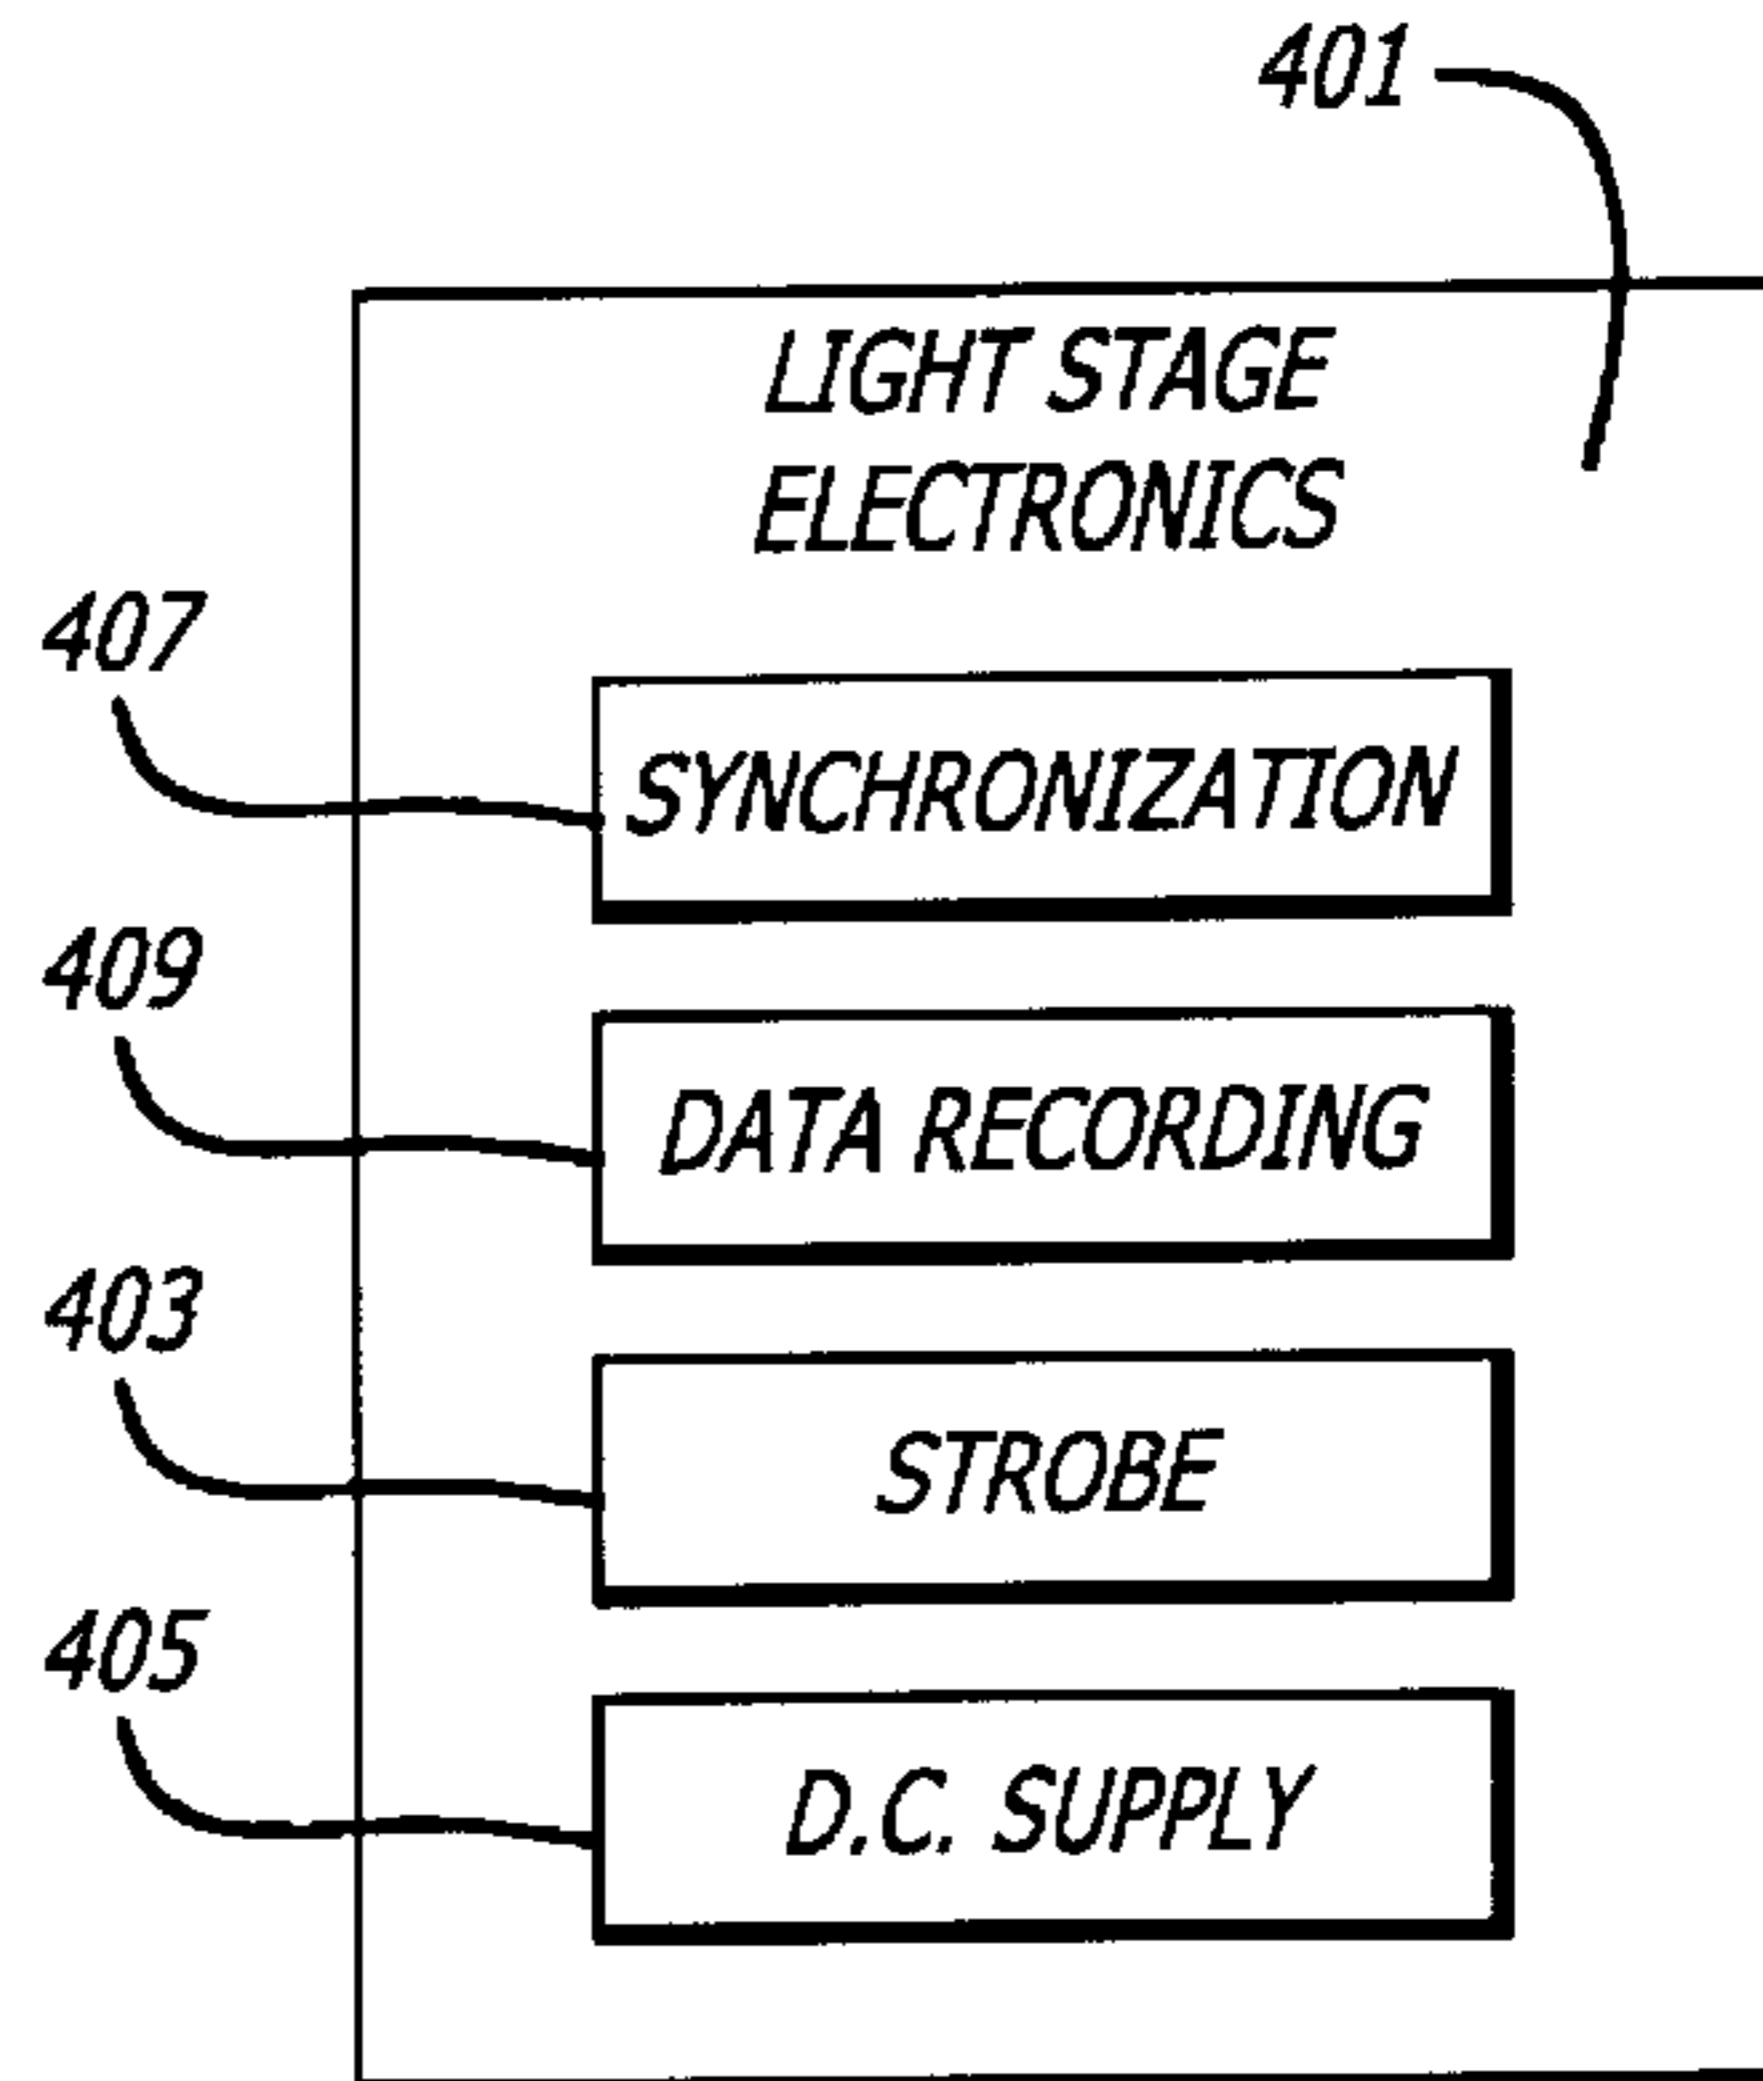 401
LIGHT STAGE
ELECTRONICS
407
SYNCHRONIZATION
409
DATA RECORDING
403
STROBE
405
D.C. SUPPLY